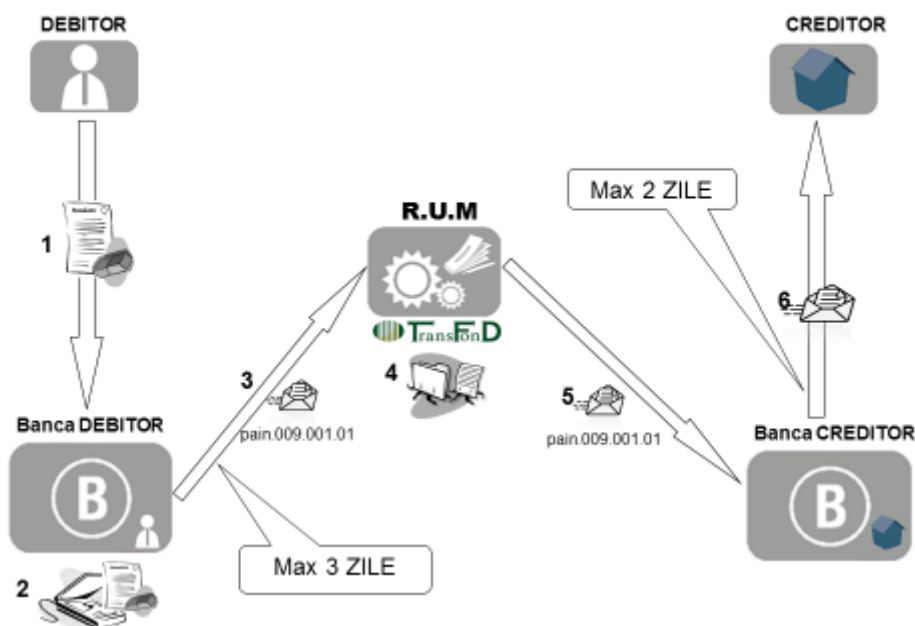 DEBITOR
CREDITOR
Max 2 ZILE
R.U.M
1
TransFonD
6
3
4
5
pain.009.001.01
pain.009.001.01
Banca DEBITOR
Banca CREDITOR
B
B
Max 3 ZILE
2